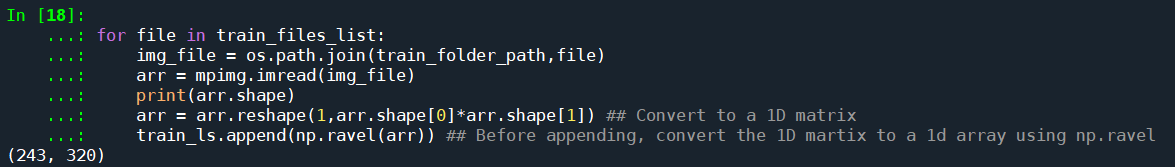 In [18]:
...: for file in train_files_list:
...:     img_file = os.path.join(train_folder_path,file)
...:     arr = mpimg.imread(img_file)
...:     print(arr.shape)
...:     arr = arr.reshape(1,arr.shape[0]*arr.shape[1]) ## Convert to a 1D matrix
...:     train_ls.append(np.ravel(arr)) ## Before appending, convert the 1D martix to a 1d array using np.ravel
(243, 320)